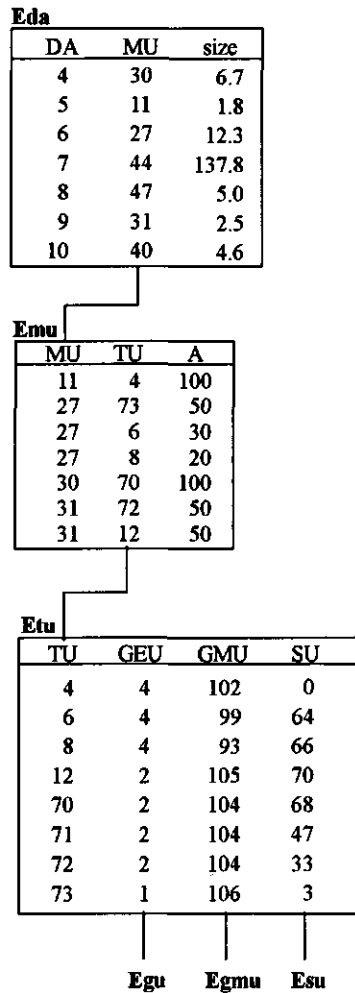 Eda
DA MU size
4 30 6.7
5 11 1.8
6 27 12.3
7 44 137.8
8 47 5.0
9 31 2.5
10 40 4.6
Emu
MU TU A
11 4 100
27 73 50
27 6 30
27 8 20
30 70 100
31 72 50
31 12 50
Etu
TU GEU GMU SU
4 4 102 0
6 4 99 64
8 4 93 66
12 2 105 70
70 2 104 68
71 2 104 47
72 2 104 33
73 1 106 3
Egu Egmu Esu